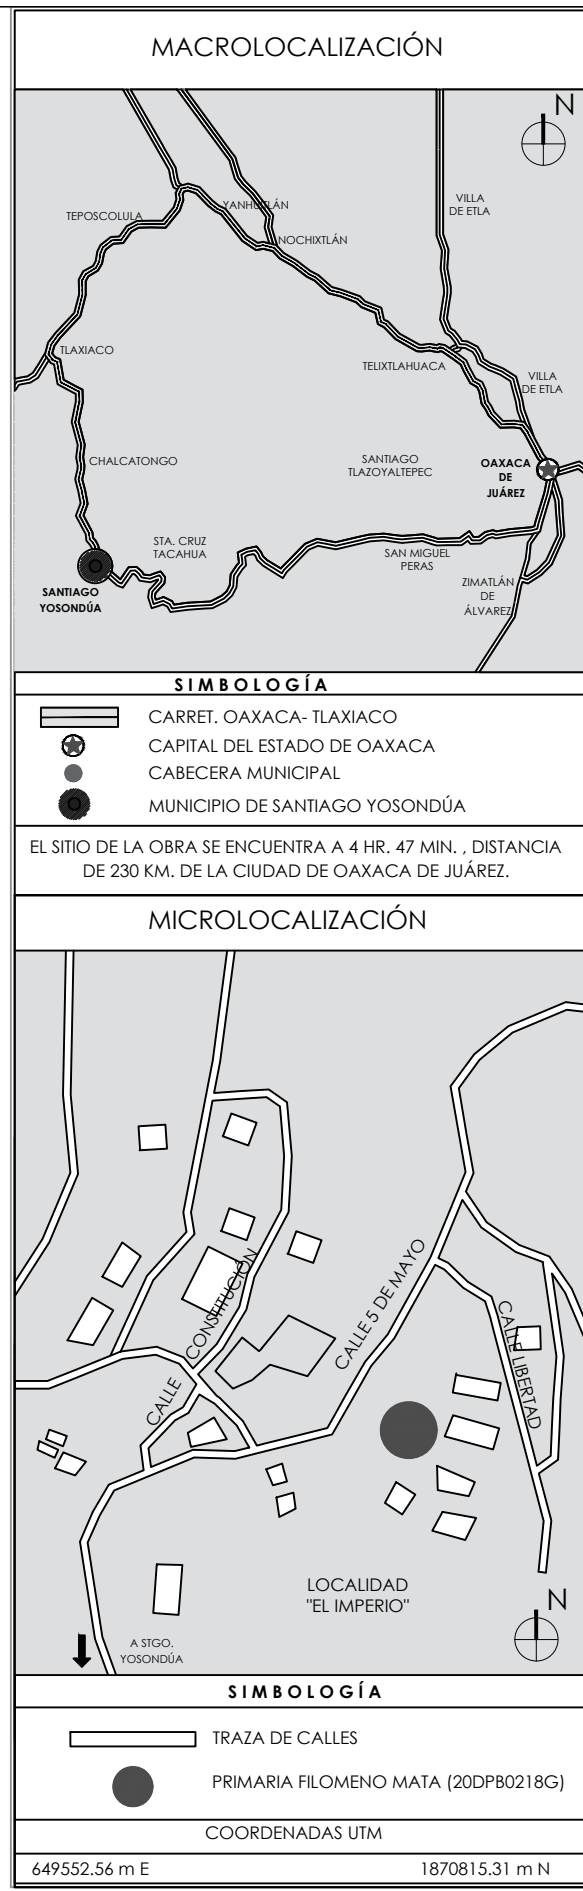 MACROLOCALIZACIÓN
N
VILLA
DE ETLA
YANHUITLÁN
TEPOSCOLULA
NOCHIXTLÁN
TLAXIACO
TELIXTLAHUACA
VILLA
DE ETLA
CHALCATONGO
SANTIAGO
TLAZOYALTEPEC
OAXACA
DE
JUÁREZ
STA. CRUZ
TACAHUA
SAN MIGUEL
PERAS
SANTIAGO
YOSONDÚA
ZIMATLÁN
DE
ÁLVAREZ
SIMBOLOGÍA
CARRET. OAXACA- TLAXIACO
CAPITAL DEL ESTADO DE OAXACA
CABECERA MUNICIPAL
MUNICIPIO DE SANTIAGO YOSONDÚA
EL SITIO DE LA OBRA SE ENCUENTRA A 4 HR. 47 MIN. , DISTANCIA
DE 230 KM. DE LA CIUDAD DE OAXACA DE JUÁREZ.
MICROLOCALIZACIÓN
CALLE CONSTITUCIÓN
CALLE 5 DE MAYO
CALLE LIBERTAD
LOCALIDAD
"EL IMPERIO"
N
A STGO.
YOSONDÚA
SIMBOLOGÍA
TRAZA DE CALLES
PRIMARIA FILOMENO MATA (20DPB0218G)
COORDENADAS UTM
649552.56 m E
1870815.31 m N